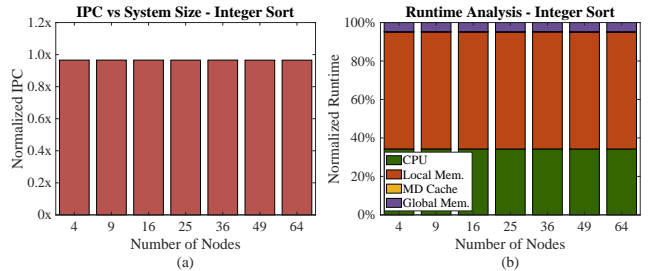 IPC vs System Size - Integer Sort
1.2x
1.0x
0.8x
0.6x
0.4x
0.2x
0x
Normalized IPC
4 9 16 25 36 49 64
Number of Nodes
(a)
Runtime Analysis - Integer Sort
100%
80%
60%
40%
20%
0%
Normalized Runtime
CPU
Local Mem.
MD Cache
Global Mem.
4 9 16 25 36 49 64
Number of Nodes
(b)